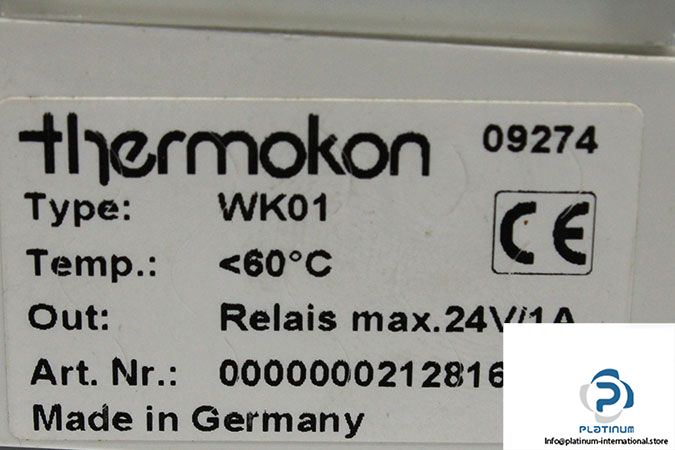 thermokon 09274
Type: WK01
CE
Temp.: <60°C
Out: Relais max.24V/1A
Art. Nr.: 0000000212816
Made in Germany
PLATINUM
Info@platinum-international.store